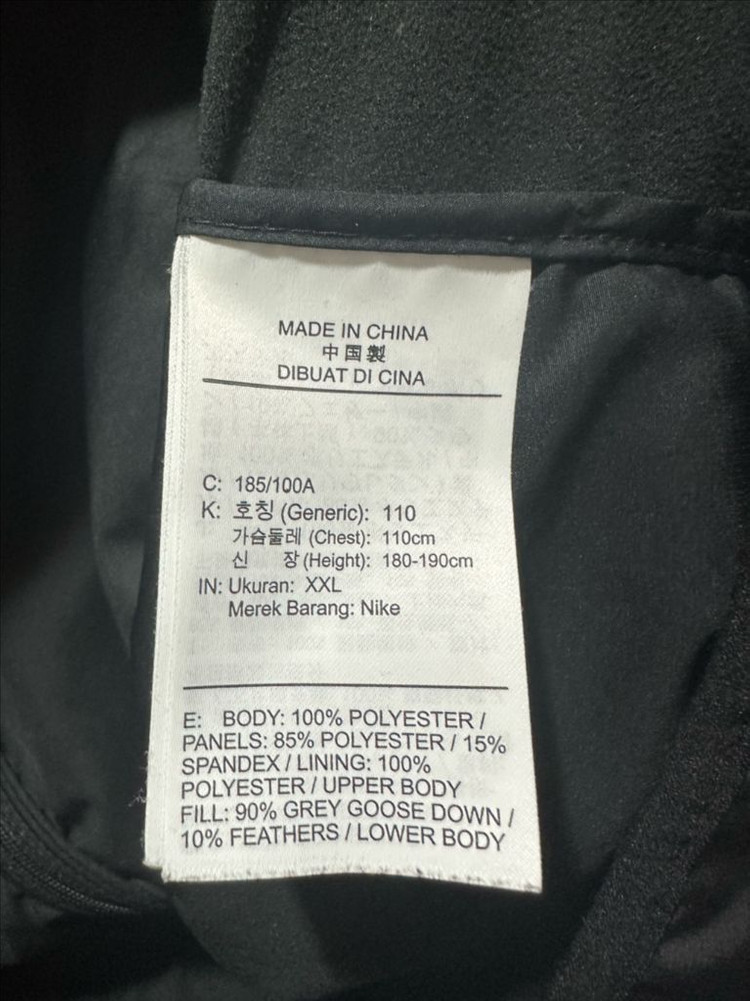 MADE IN CHINA
中国製
DIBUAT DI CINA
C: 185/100A
K: 호칭 (Generic): 110
가슴둘레 (Chest): 110cm
신 장 (Height): 180-190cm
IN: Ukuran: XXL
Merek Barang: Nike
E: BODY: 100% POLYESTER /
PANELS: 85% POLYESTER / 15%
SPANDEX / LINING: 100%
POLYESTER / UPPER BODY
FILL: 90% GREY GOOSE DOWN /
10% FEATHERS / LOWER BODY